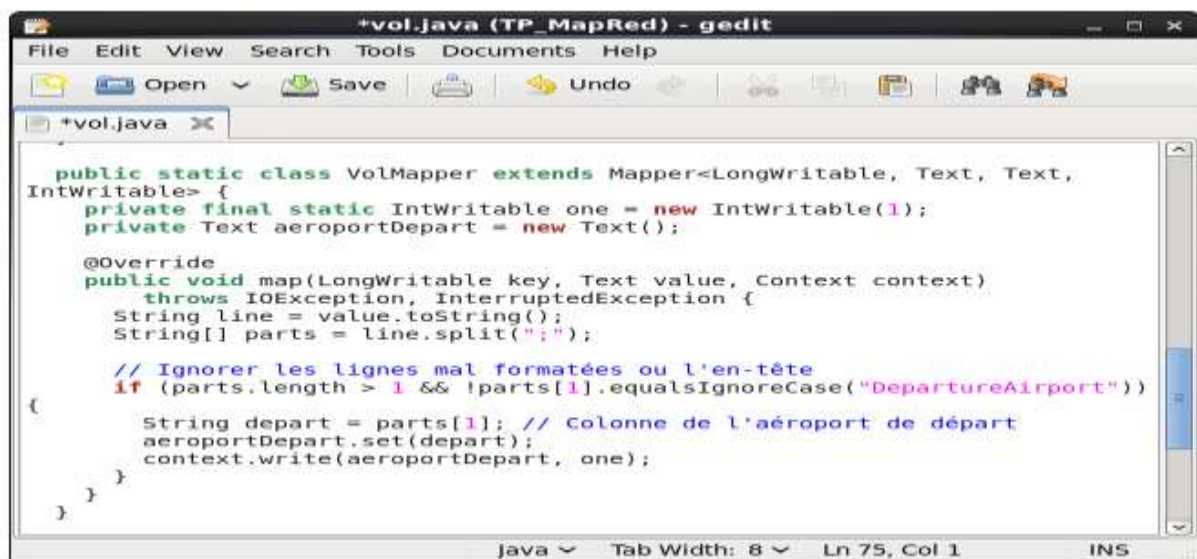 *vol.java (TP_MapRed) - gedit
File Edit View Search Tools Documents Help
Open Save Undo
*vol.java
public static class VolMapper extends Mapper<LongWritable, Text, Text,
IntWritable> {
private final static IntWritable one = new IntWritable(1);
private Text aeroportDepart = new Text();
@Override
public void map(LongWritable key, Text value, Context context)
throws IOException, InterruptedException {
String line = value.toString();
String[] parts = line.split(";");
// Ignorer les lignes mal formatées ou l'en-tête
if (parts.length > 1 && !parts[1].equalsIgnoreCase("DepartureAirport"))
{
String depart = parts[1]; // Colonne de l'aéroport de départ
aeroportDepart.set(depart);
context.write(aeroportDepart, one);
}
}
}
Java Tab Width: 8 Ln 75, Col 1 INS